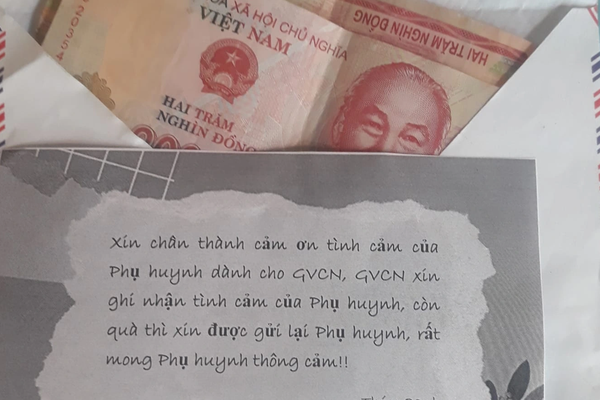 XÃ HỘI CHỦ NGHĨA
VIỆT NAM
HAI TRĂM
NGHÌN ĐỒNG
HAI TRĂM NGHÌN ĐỒNG
Xin chân thành cảm ơn tình cảm của
Phụ huynh dành cho GVCN, GVCN xin
ghi nhận tình cảm của Phụ huynh, còn
quà thì xin được gửi lại Phụ huynh, rất
mong Phụ huynh thông cảm!!